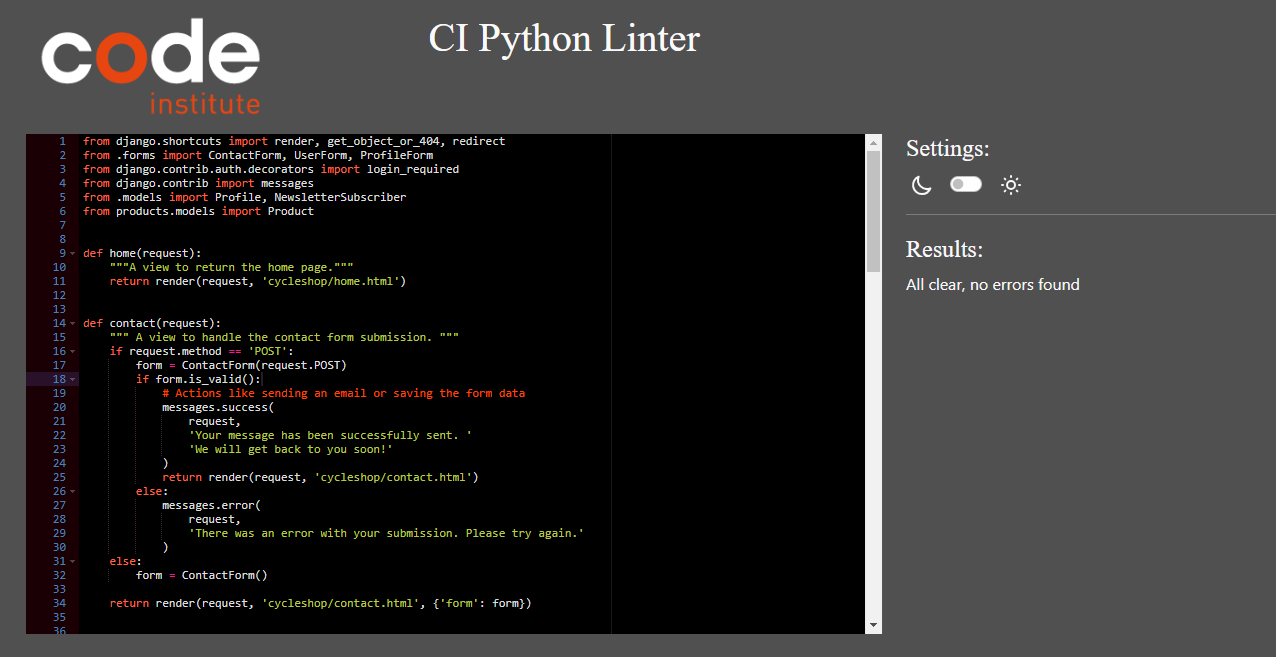 code
institute
CI Python Linter
1 from django.shortcuts import render, get_object_or_404, redirect
2 from .forms import ContactForm, UserForm, ProfileForm
3 from django.contrib.auth.decorators import login_required
4 from django.contrib import messages
5 from .models import Profile, NewsletterSubscriber
6 from products.models import Product
7
8
9 def home(request):
10     """A view to return the home page."""
11     return render(request, 'cycleshop/home.html')
12
13
14 def contact(request):
15     """ A view to handle the contact form submission. """
16     if request.method == 'POST':
17         form = ContactForm(request.POST)
18         if form.is_valid():
19             # Actions like sending an email or saving the form data
20             messages.success(
21                 request,
22                 'Your message has been successfully sent. '
23                 'We will get back to you soon!'
24             )
25             return render(request, 'cycleshop/contact.html')
26         else:
27             messages.error(
28                 request,
29                 'There was an error with your submission. Please try again.'
30             )
31     else:
32         form = ContactForm()
33
34     return render(request, 'cycleshop/contact.html', {'form': form})
35
36
Settings:
Results:
All clear, no errors found